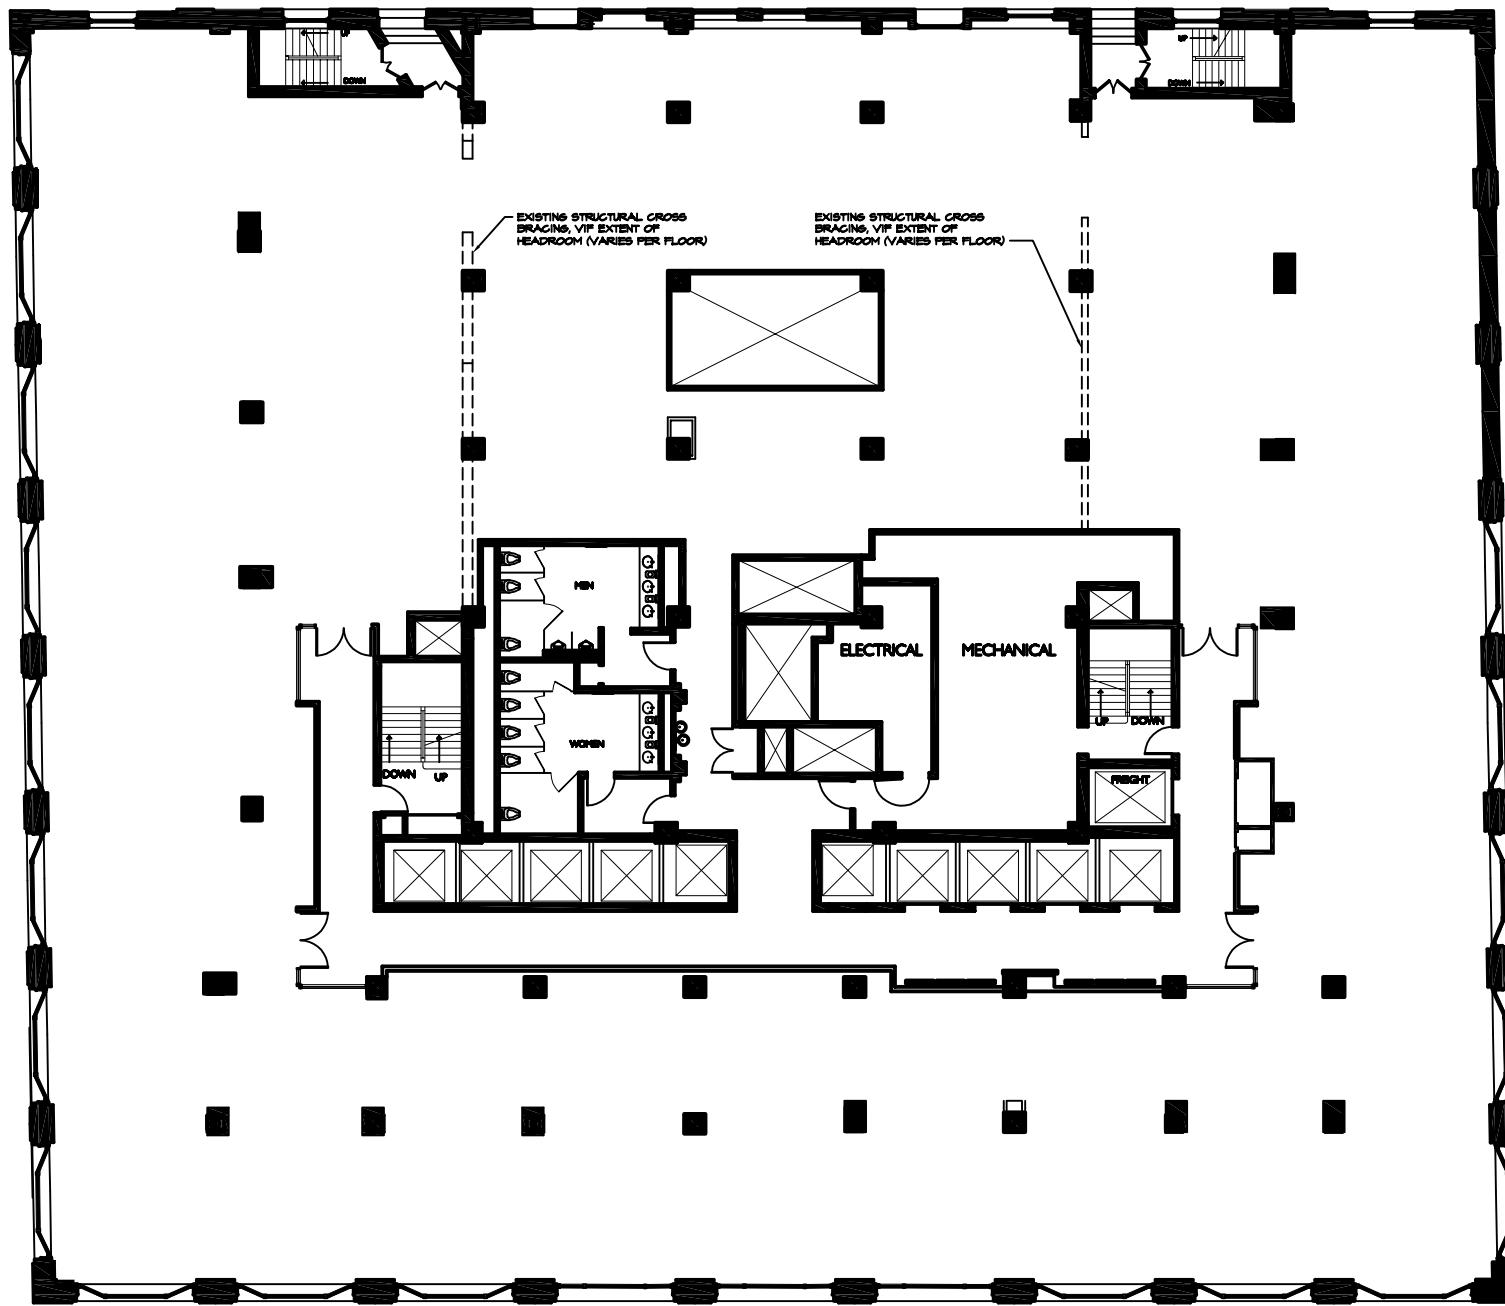 UP
DOWN
UP
DOWN
EXISTING STRUCTURAL CROSS
BRACING, VIF EXTENT OF
HEADROOM (VARIES PER FLOOR)
EXISTING STRUCTURAL CROSS
BRACING, VIF EXTENT OF
HEADROOM (VARIES PER FLOOR)
MEN
ELECTRICAL
MECHANICAL
WOMEN
UP DOWN
DOWN UP
FREIGHT